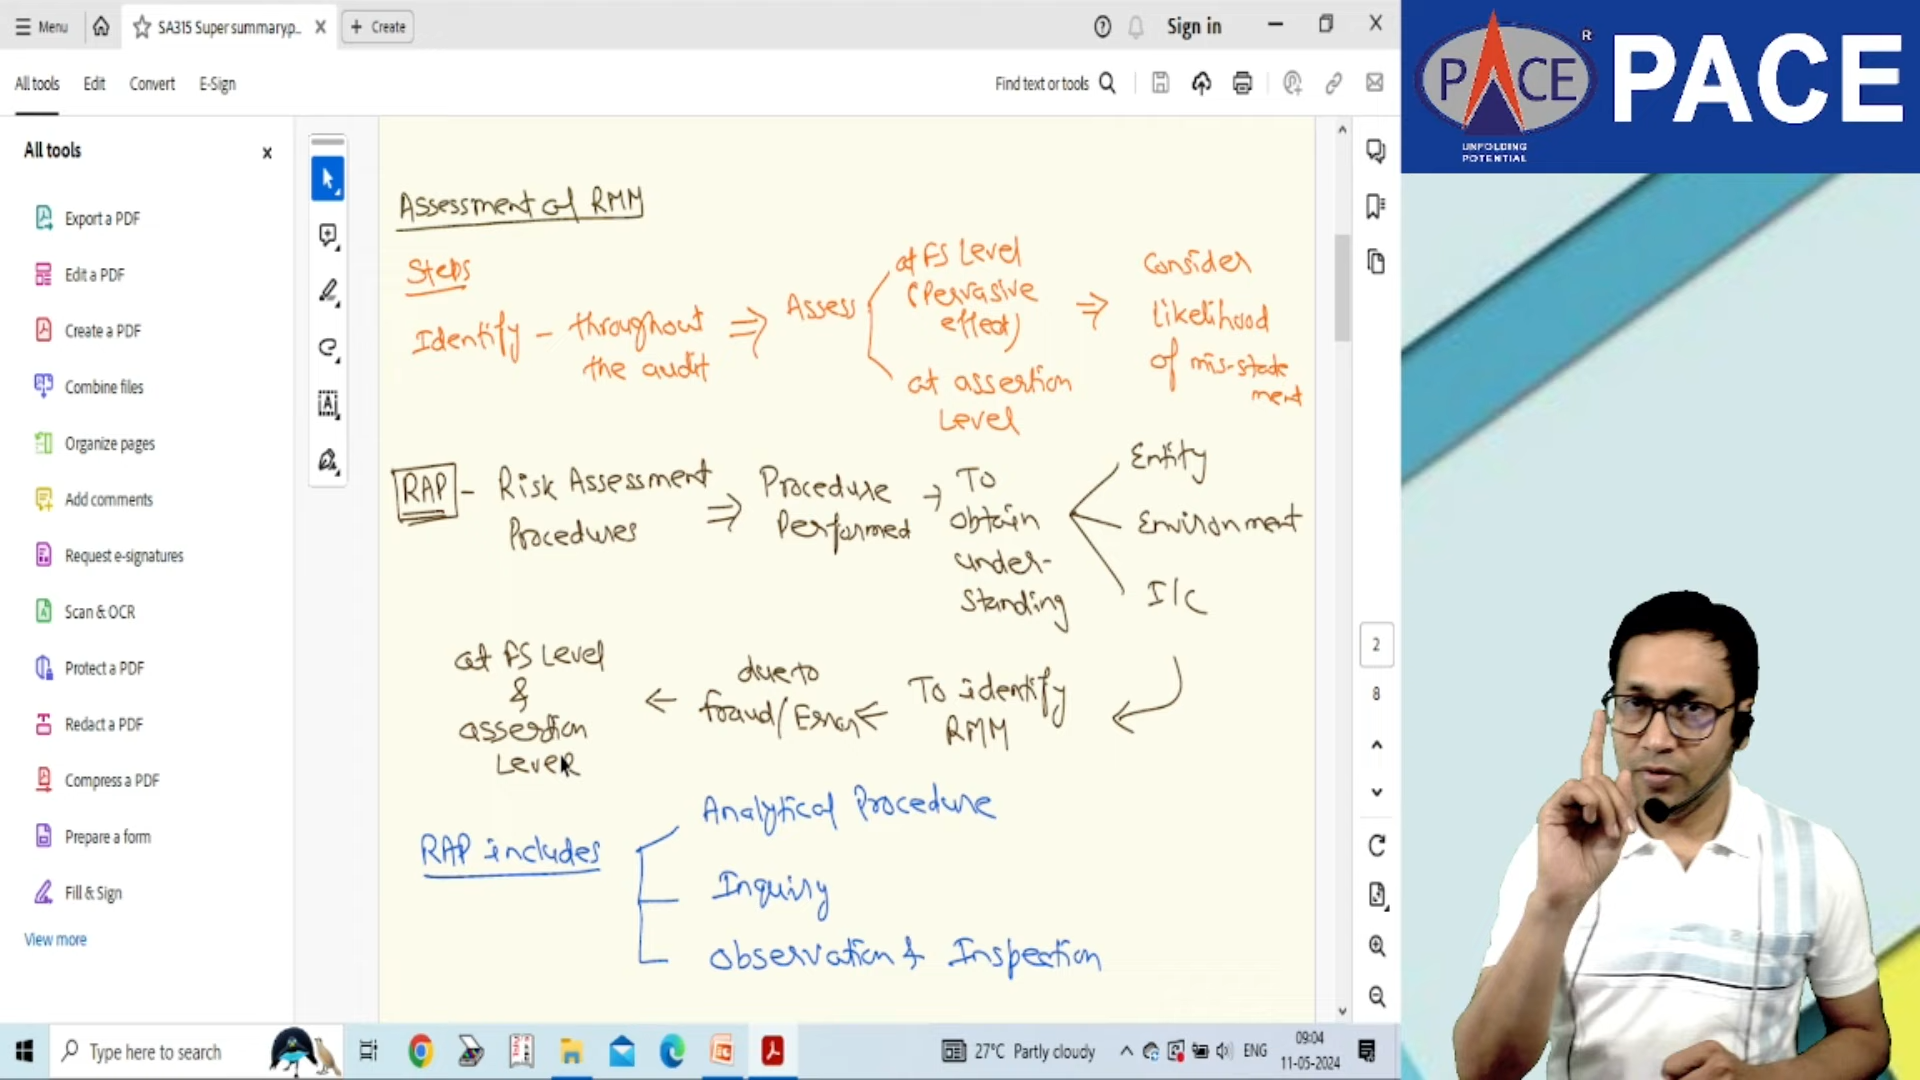 Menu
SA315 Super summary.p..
Create
Sign in
All tools
Edit
Convert
E-Sign
Find text or tools
All tools
Export a PDF
Edit a PDF
Create a PDF
Combine files
Organize pages
Add comments
Request e-signatures
Scan & OCR
Protect a PDF
Redact a PDF
Compress a PDF
Prepare a form
Fill & Sign
View more
Assessment of RMM
Steps
Identify - throughout the audit ⇒ Assess
at FS Level
(Pervasive
effect)
at assertion
Level
⇒ Consider
likelihood
of mis-state
ment
RAP - Risk Assessment
Procedures
⇒ Procedure
Performed
→ To
obtain
under-
standing
Entity
Environment
I/C
To identify
RMM
← due to
fraud/Error
← at FS Level
&
assertion
Level
RAP includes
Analytical Procedure
Inquiry
Observation & Inspection
2
8
PACE
UNFOLDING
POTENTIAL
®
PACE
Type here to search
27°C Partly cloudy
ENG
09:04
11-05-2024